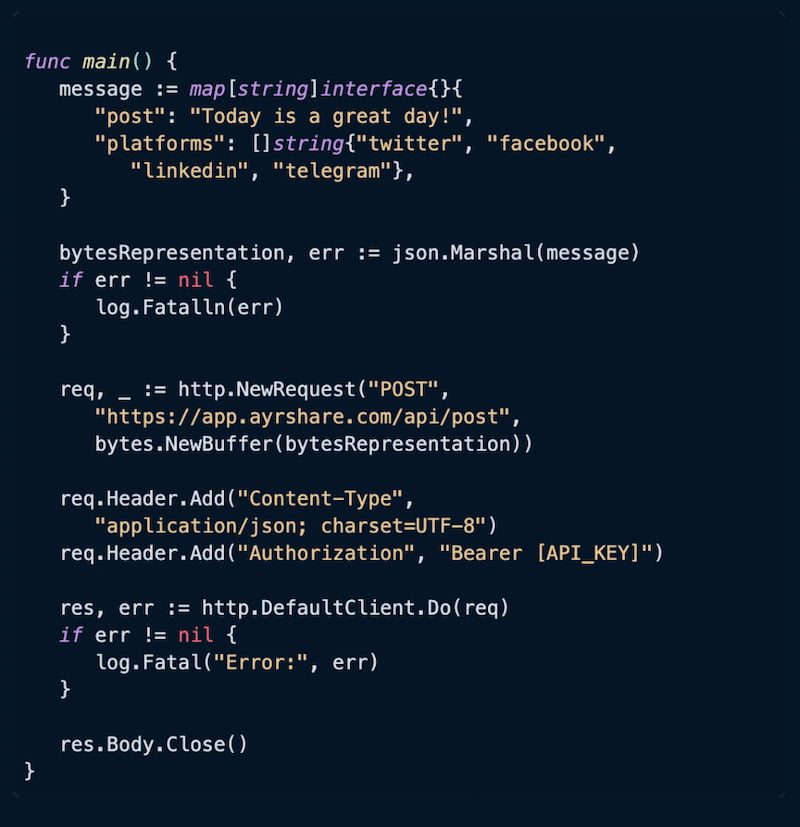 func main() {
   message := map[string]interface{}{
      "post": "Today is a great day!",
      "platforms": []string{"twitter", "facebook",
         "linkedin", "telegram"},
   }

   bytesRepresentation, err := json.Marshal(message)
   if err != nil {
      log.Fatalln(err)
   }

   req, _ := http.NewRequest("POST",
      "https://app.ayrshare.com/api/post",
      bytes.NewBuffer(bytesRepresentation))

   req.Header.Add("Content-Type",
      "application/json; charset=UTF-8")
   req.Header.Add("Authorization", "Bearer [API_KEY]")

   res, err := http.DefaultClient.Do(req)
   if err != nil {
      log.Fatal("Error:", err)
   }

   res.Body.Close()
}